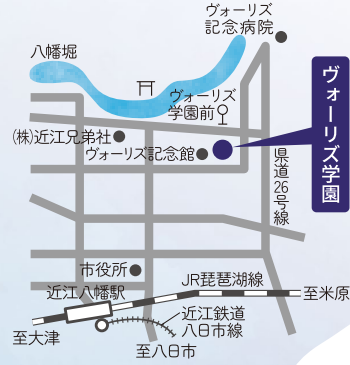 ヴォーリズ
記念病院
八幡堀
ヴォーリズ
学園前
ヴォーリズ学園
(株)近江兄弟社
ヴォーリズ記念館
県道26号線
市役所
JR琵琶湖線
近江八幡駅
至米原
近江鉄道
八日市線
至大津
至八日市